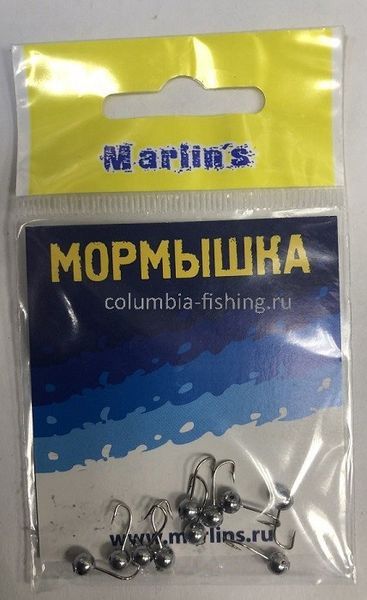 Marlin's
МОРМЫШКА
columbia-fishing.ru
www.marlins.ru